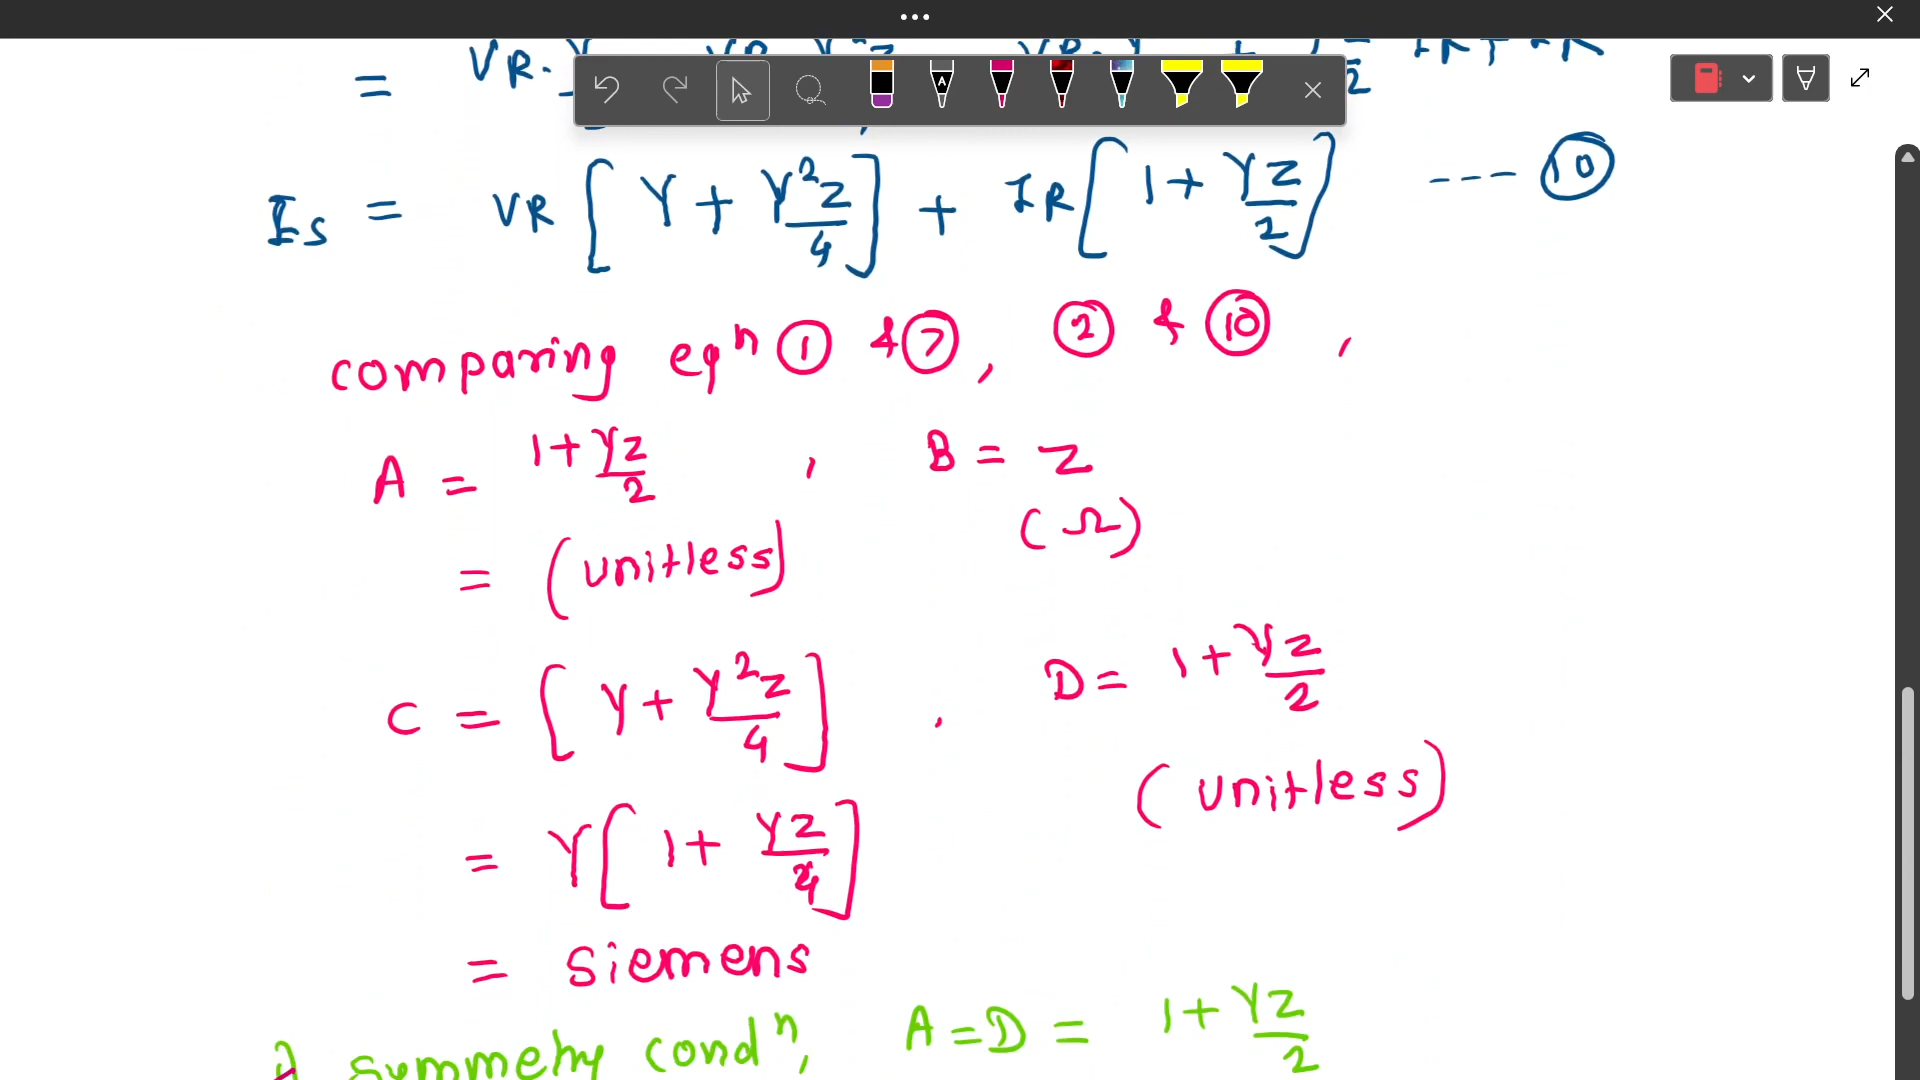 Is = VR [ Y + Y²Z/4 ] + IR [ 1 + YZ/2 ] ---- ⑩
comparing eqⁿ ① & ⑦, ② & ⑩ ,
A = 1 + YZ/2 , B = Z
= (unitless) (Ω)
C = [ Y + Y²Z/4 ] , D = 1 + YZ/2
(unitless)
= Y [ 1 + YZ/4 ]
= siemens
symmetry condⁿ, A = D = 1 + YZ/2